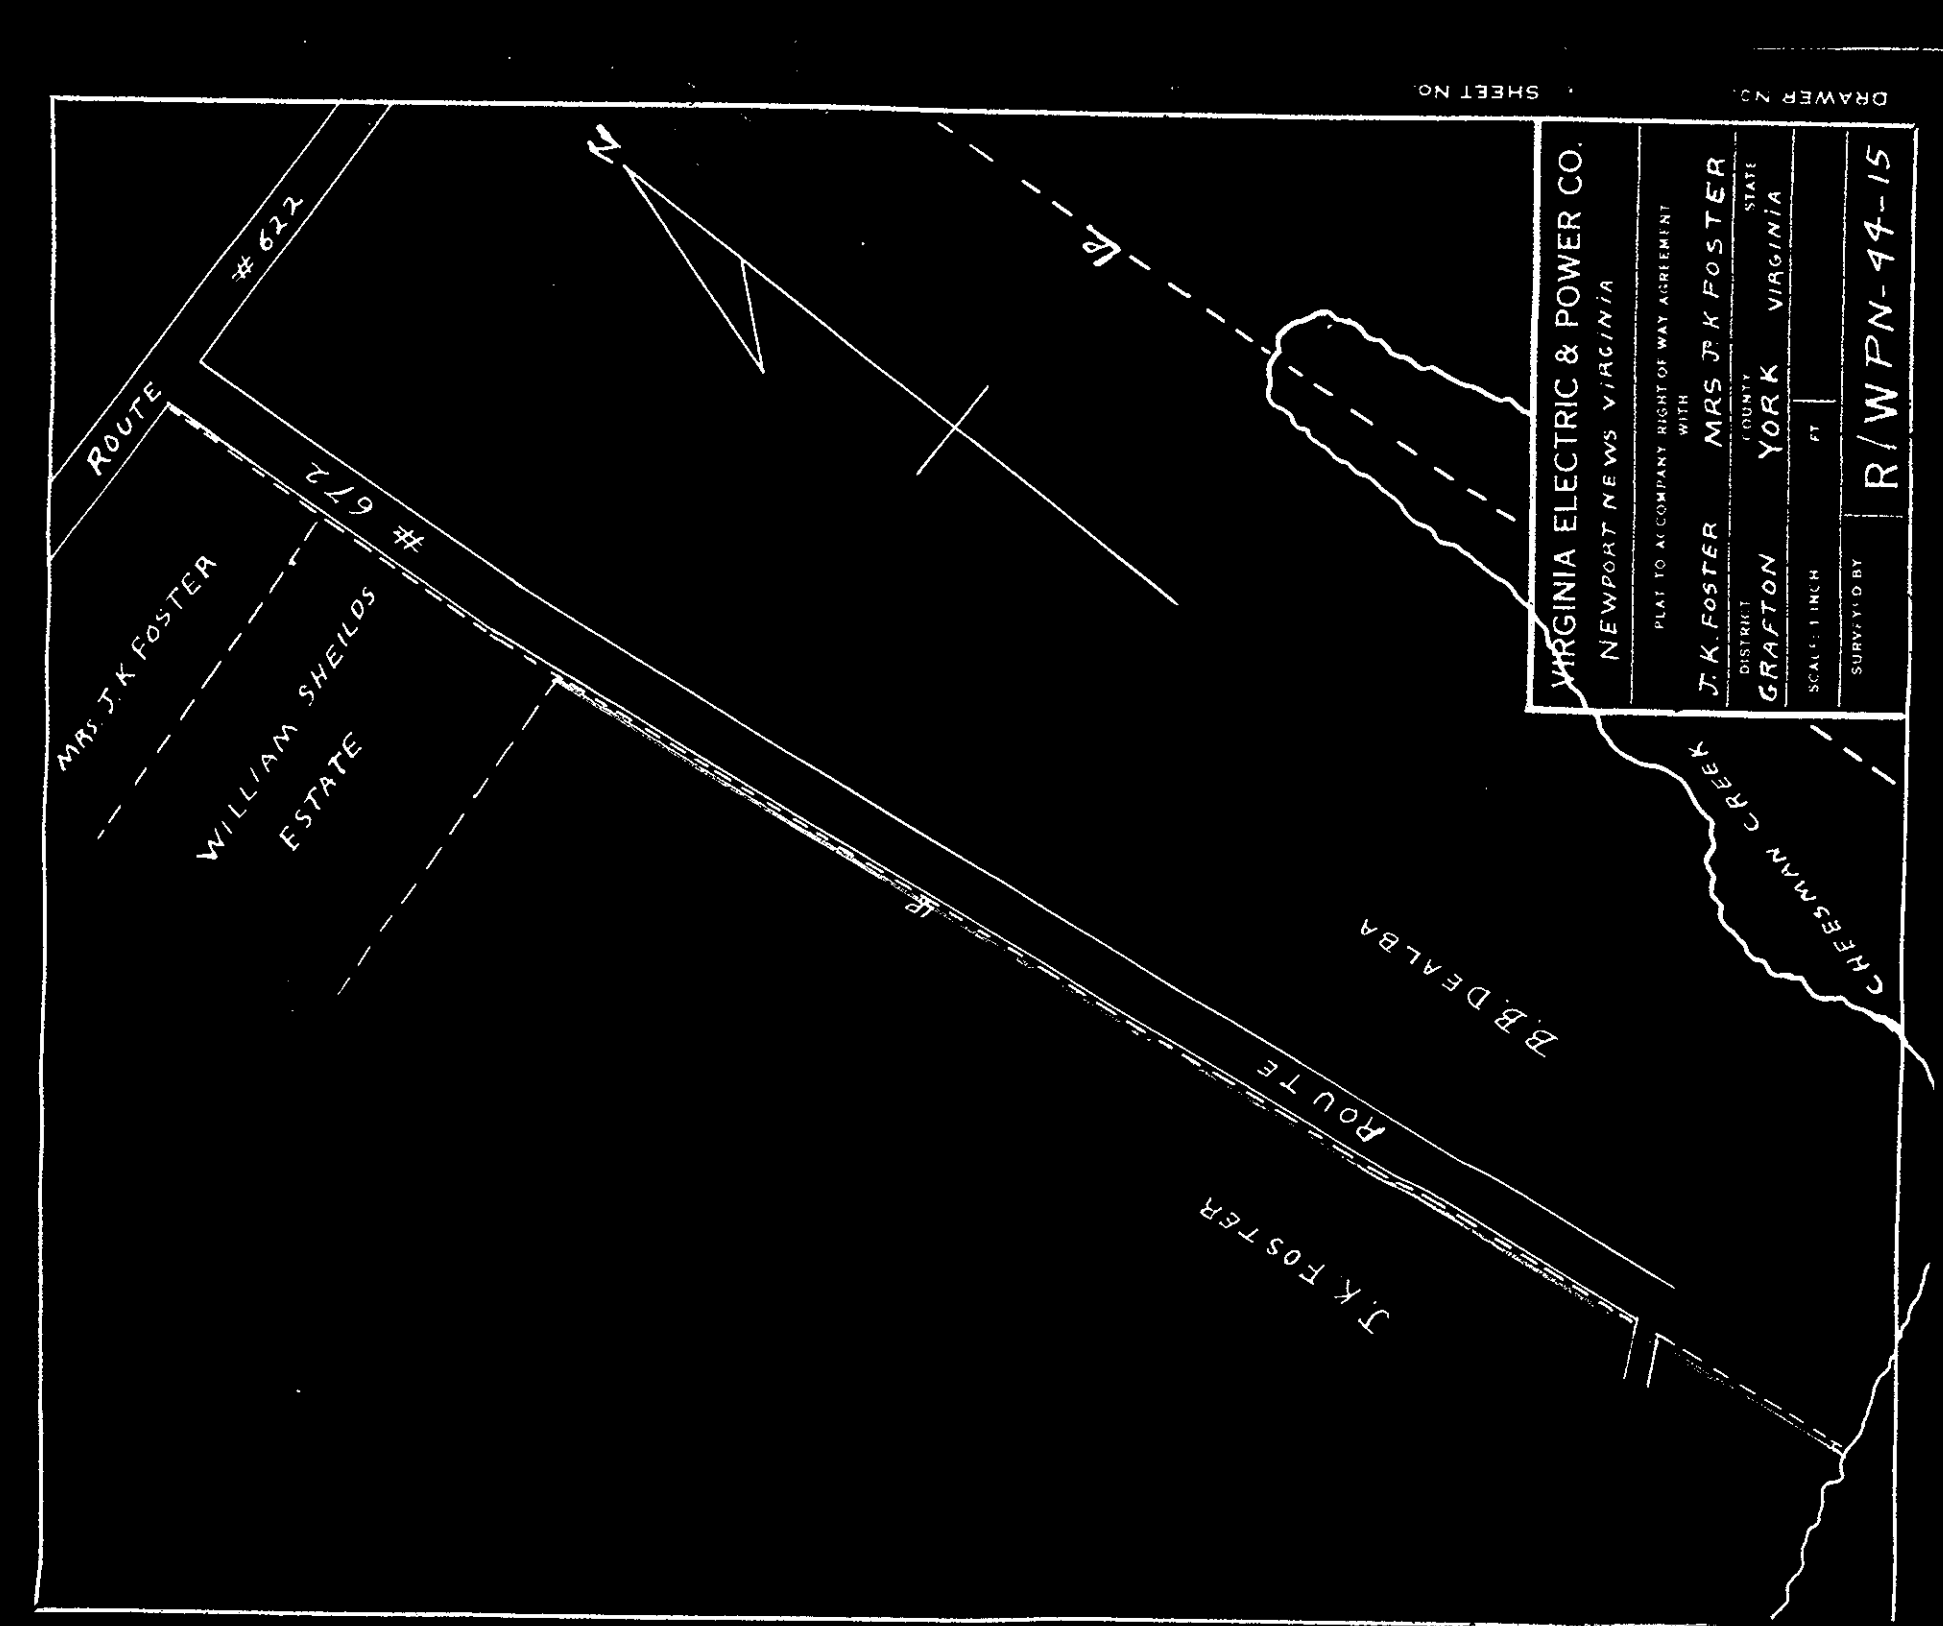 SHEET NO.
DRAWER NO.
VIRGINIA ELECTRIC & POWER CO.
NEWPORT NEWS VIRGINIA
PLAT TO ACCOMPANY RIGHT OF WAY AGREEMENT
WITH
J.K. FOSTER MRS J.K FOSTER
DISTRICT COUNTY STATE
GRAFTON YORK VIRGINIA
SCALE: 1 INCH FT
SURVEYED BY R/WPN-44-15
ROUTE # 622
N
# 672
MRS. J.K FOSTER
WILLIAM SHEILDS
ESTATE
CHEESMAN CREEK
B.B. DEALBA
ROUTE
J.K. FOSTER